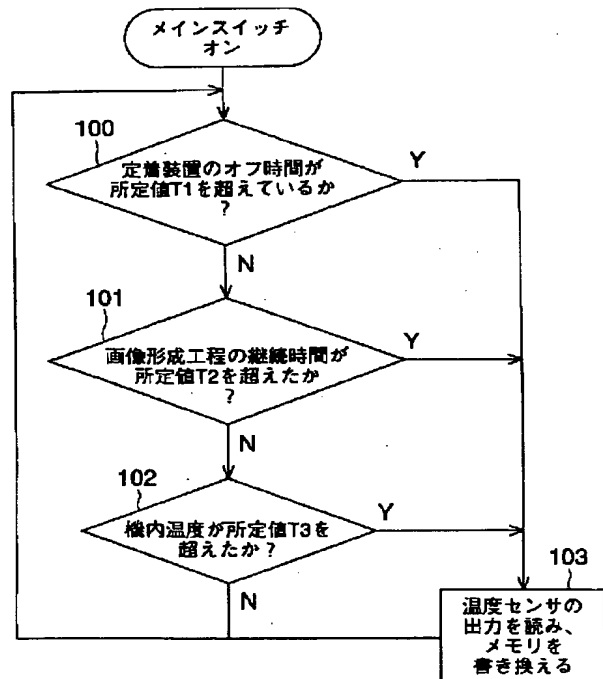 メインスイッチ
オン
100
定着装置のオフ時間が
所定値T1を超えているか
?
Y
N
101
画像形成工程の継続時間が
所定値T2を超えたか
?
Y
N
102
機内温度が所定値T3を
超えたか?
Y
N
103
温度センサの
出力を読み、
メモリを
書き換える